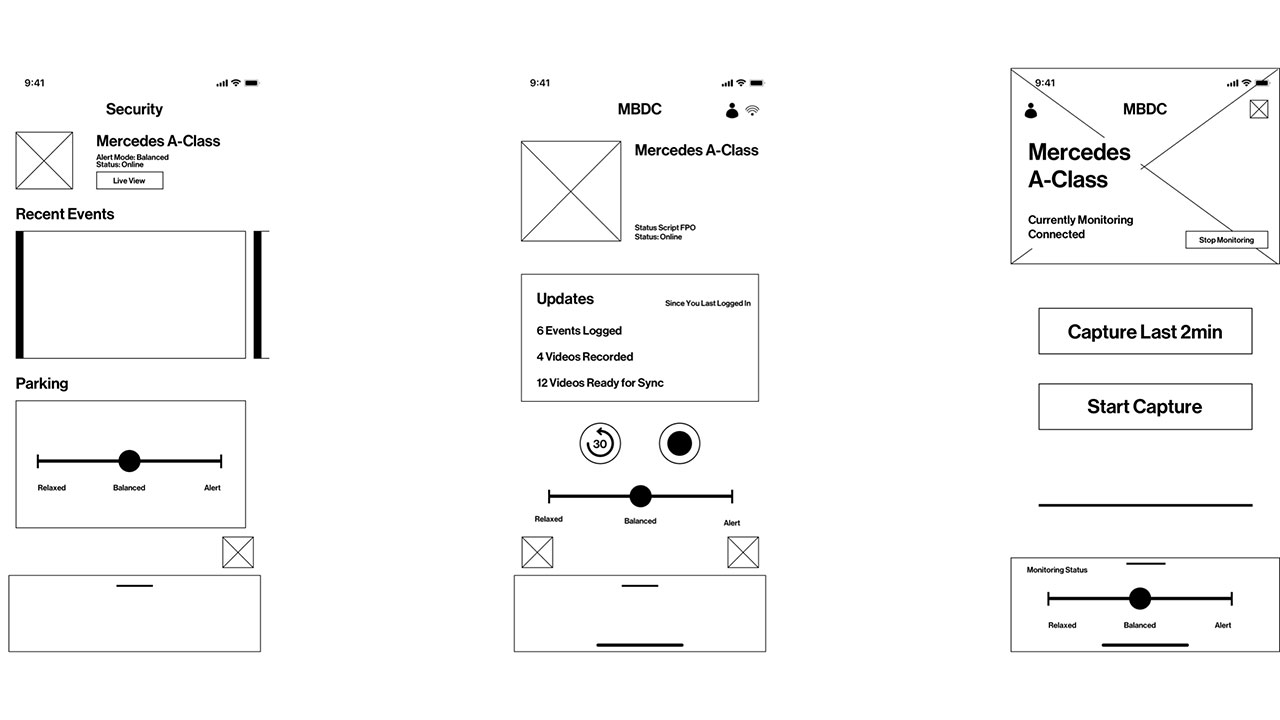 9:41
Security
Mercedes A-Class
Alert Mode: Balanced
Status: Online
Live View
Recent Events
Parking
Relaxed Balanced Alert
9:41
MBDC
Mercedes A-Class
Status Script FPO
Status: Online
Updates
Since You Last Logged In
6 Events Logged
4 Videos Recorded
12 Videos Ready for Sync
30
Relaxed Balanced Alert
9:41
MBDC
Mercedes
A-Class
Currently Monitoring
Connected
Stop Monitoring
Capture Last 2min
Start Capture
Monitoring Status
Relaxed Balanced Alert